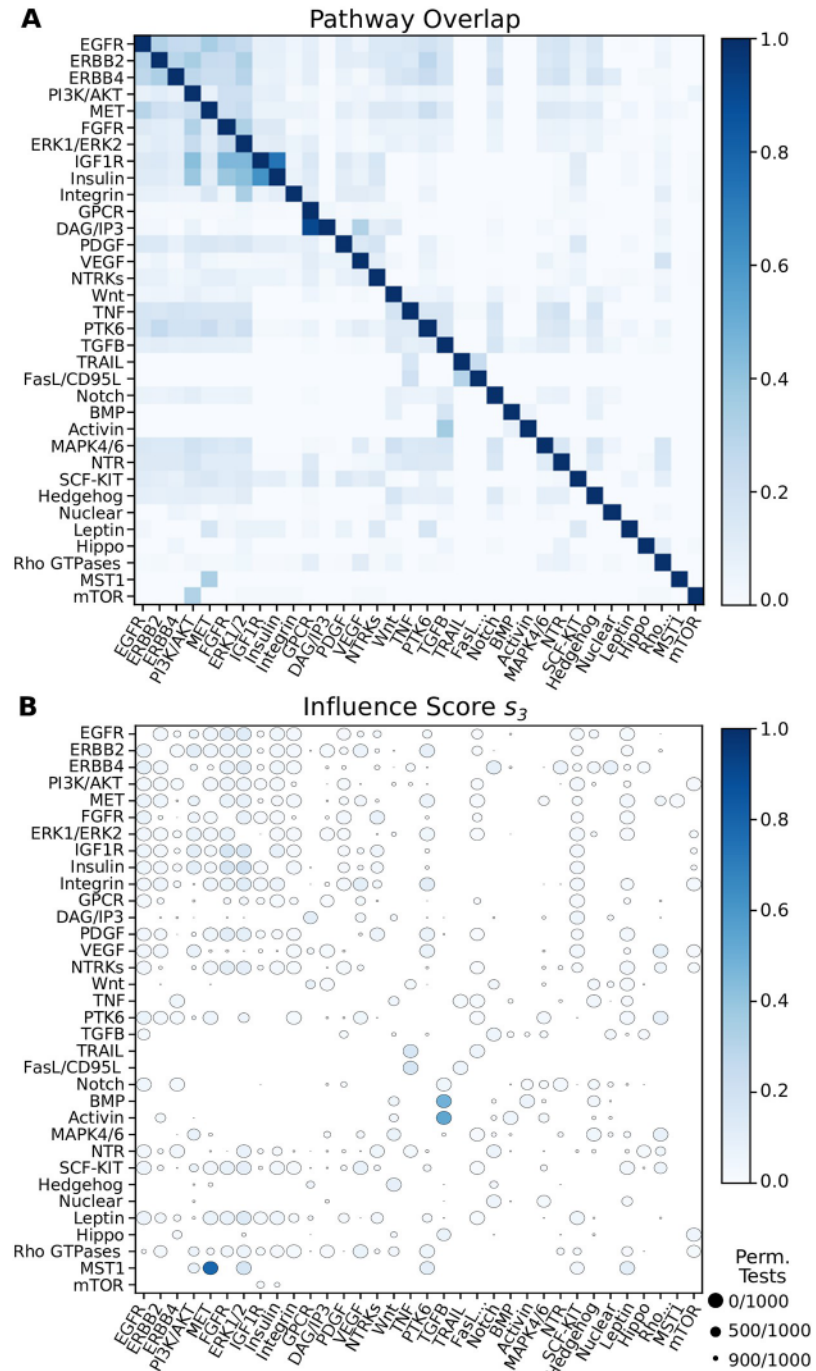 A
Pathway Overlap
EGFR
ERBB2
ERBB4
PI3K/AKT
MET
FGFR
ERK1/ERK2
IGF1R
Insulin
Integrin
GPCR
DAG/IP3
PDGF
VEGF
NTRKs
Wnt
TNF
PTK6
TGFB
TRAIL
FasL/CD95L
Notch
BMP
Activin
MAPK4/6
NTR
SCF-KIT
Hedgehog
Nuclear
Leptin
Hippo
Rho GTPases
MST1
mTOR
1.0
0.8
0.6
0.4
0.2
0.0
EGFR
ERBB2
ERBB4
PI3K/AKT
MET
FGFR
ERK1/2
IGF1R
Insulin
Integrin
GPCR
DAG/IP3
PDGF
VEGF
NTRKs
Wnt
TNF
PTK6
TGFB
TRAIL
FasL...
Notch
BMP
Activin
MAPK4/6
NTR
SCF-KIT
Hedgehog
Nuclear
Leptin
Hippo
Rho...
MST1
mTOR
B
Influence Score s₃
EGFR
ERBB2
ERBB4
PI3K/AKT
MET
FGFR
ERK1/ERK2
IGF1R
Insulin
Integrin
GPCR
DAG/IP3
PDGF
VEGF
NTRKs
Wnt
TNF
PTK6
TGFB
TRAIL
FasL/CD95L
Notch
BMP
Activin
MAPK4/6
NTR
SCF-KIT
Hedgehog
Nuclear
Leptin
Hippo
Rho GTPases
MST1
mTOR
1.0
0.8
0.6
0.4
0.2
0.0
Perm.
Tests
0/1000
500/1000
900/1000
EGFR
ERBB2
ERBB4
PI3K/AKT
MET
FGFR
ERK1/2
IGF1R
Insulin
Integrin
GPCR
DAG/IP3
PDGF
VEGF
NTRKs
Wnt
TNF
PTK6
TGFB
TRAIL
FasL...
Notch
BMP
Activin
MAPK4/6
NTR
SCF-KIT
Hedgehog
Nuclear
Leptin
Hippo
Rho...
MST1
mTOR